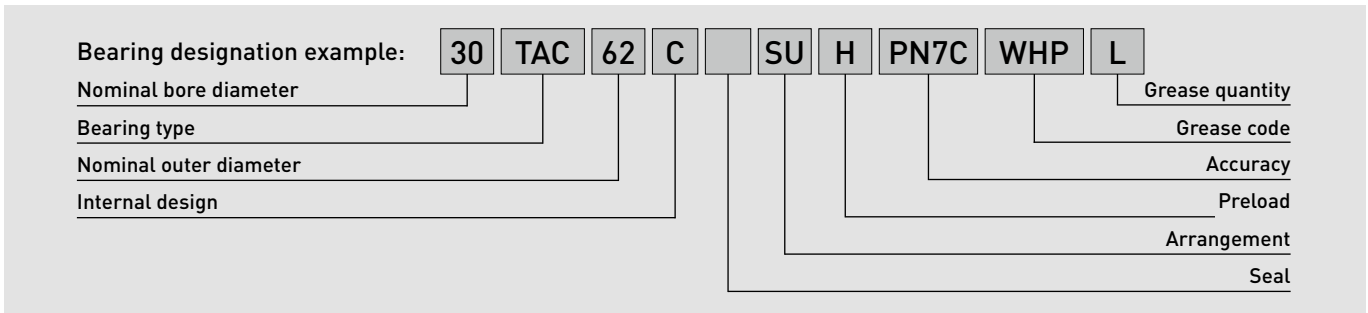 Bearing designation example: 30 TAC 62 C SU H PN7C WHP L
Nominal bore diameter
Grease quantity
Bearing type
Grease code
Nominal outer diameter
Accuracy
Internal design
Preload
Arrangement
Seal